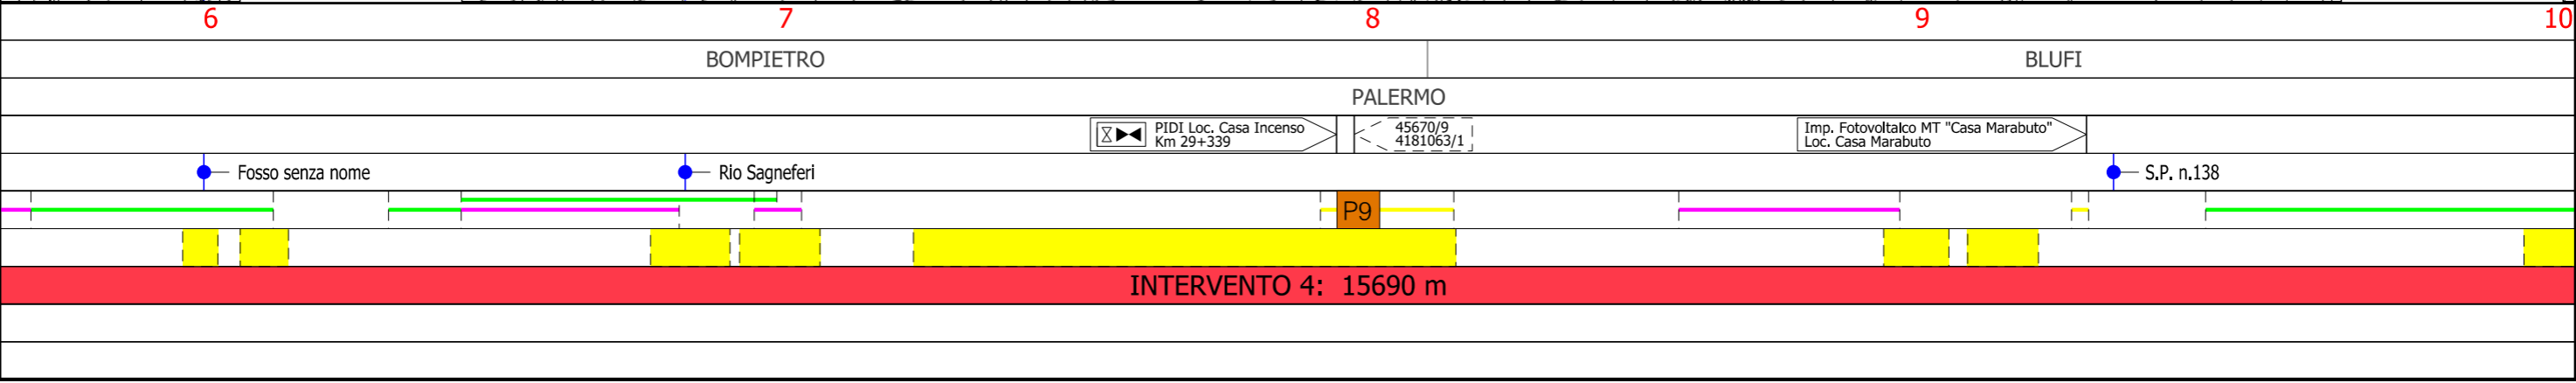 6 7 8 9 10
BOMPIETRO BLUFI
PALERMO
PIDI Loc. Casa Incenso
Km 29+339
45670/9
4181063/1
Imp. Fotovoltaico MT "Casa Marabuto"
Loc. Casa Marabuto
Fosso senza nome Rio Sagneferi S.P. n.138
P9
INTERVENTO 4: 15690 m